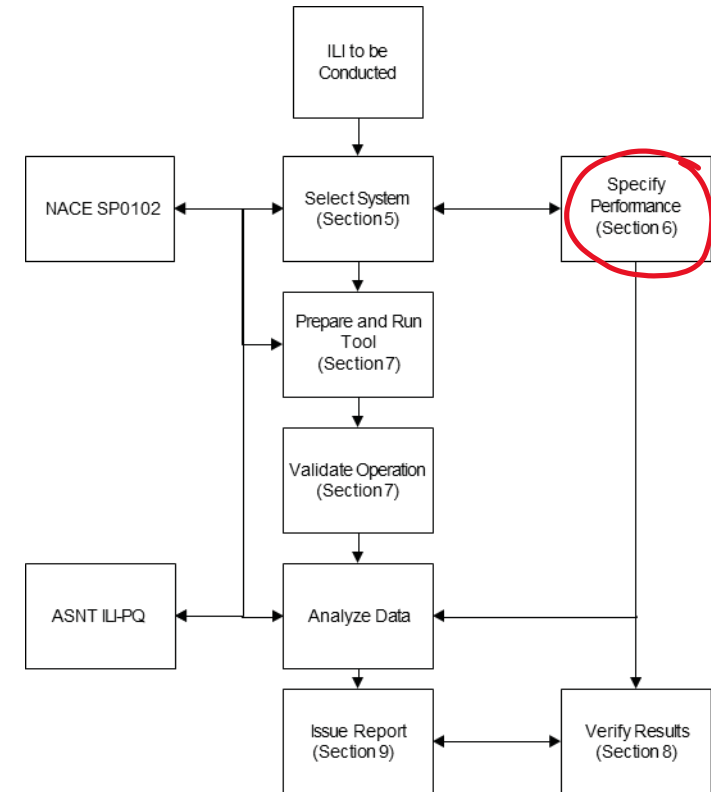 ILI to be
Conducted
NACE SP0102
Select System
(Section 5)
Specify
Performance
(Section 6)
Prepare and Run
Tool
(Section 7)
Validate Operation
(Section 7)
ASNT ILI-PQ
Analyze Data
Issue Report
(Section 9)
Verify Results
(Section 8)